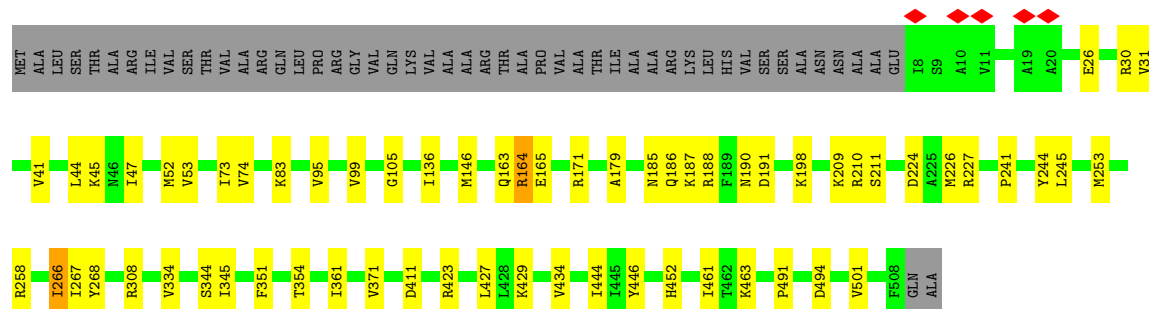 MET ALA LEU SER THR ALA ARG ILE VAL SER THR VAL ALA ARG GLN LEU PRO ARG GLY VAL GLN LYS VAL ALA ALA ARG THR ALA PRO VAL ALA THR ILE ALA ARG LYS LEU HIS VAL SER SER ALA ASN ASN ALA ALA GLU I8 S9 A10 V11 A19 A20 E26 R30 V31
V41 L44 K45 N46 I47 M52 V53 I73 V74 K83 V95 V99 G105 I136 M146 Q163 R164 E165 R171 A179 N185 Q186 K187 R188 F189 N190 D191 K198 K209 R210 S211 D224 A225 M226 R227 P241 Y244 L245 M253
R258 I266 I267 Y268 R308 V334 S344 I345 F351 T354 I361 V371 D411 R423 L427 L428 K429 V434 I444 I445 Y446 H452 I461 T462 K463 P491 D494 V501 F508 GLN ALA